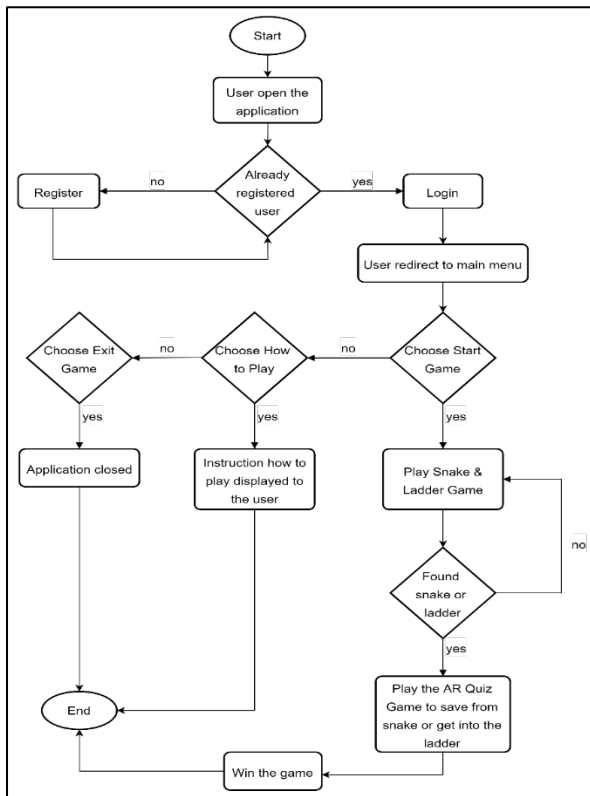 Start
User open the
application
Already
registered
user
no
yes
Register
Login
User redirect to main menu
Choose Exit
Game
no
Choose How
to Play
no
Choose Start
Game
yes
yes
yes
Application closed
Instruction how to
play displayed to
the user
Play Snake &
Ladder Game
no
Found
snake or
ladder
yes
Play the AR Quiz
Game to save from
snake or get into the
ladder
End
Win the game